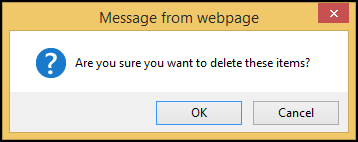 Message from webpage
Are you sure you want to delete these items?
OK
Cancel